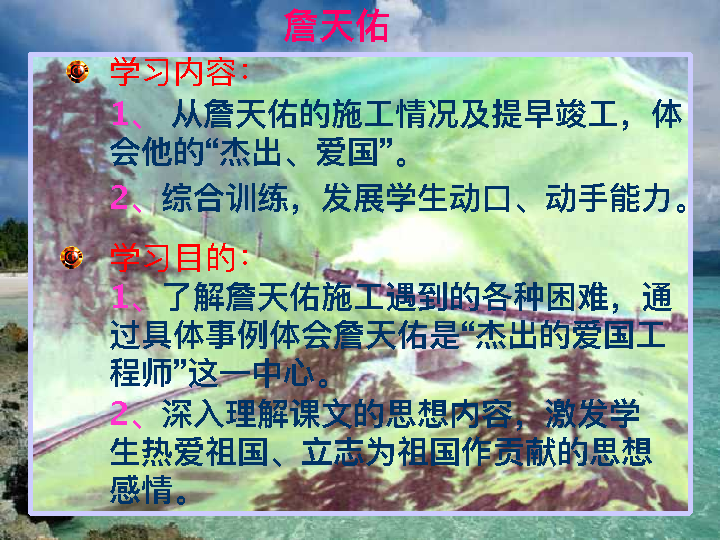 詹天佑
学习内容：
1、 从詹天佑的施工情况及提早竣工，体
会他的“杰出、爱国”。
2、综合训练，发展学生动口、动手能力。
学习目的：
1、了解詹天佑施工遇到的各种困难，通
过具体事例体会詹天佑是“杰出的爱国工
程师”这一中心。
2、深入理解课文的思想内容，激发学
生热爱祖国、立志为祖国作贡献的思想
感情。